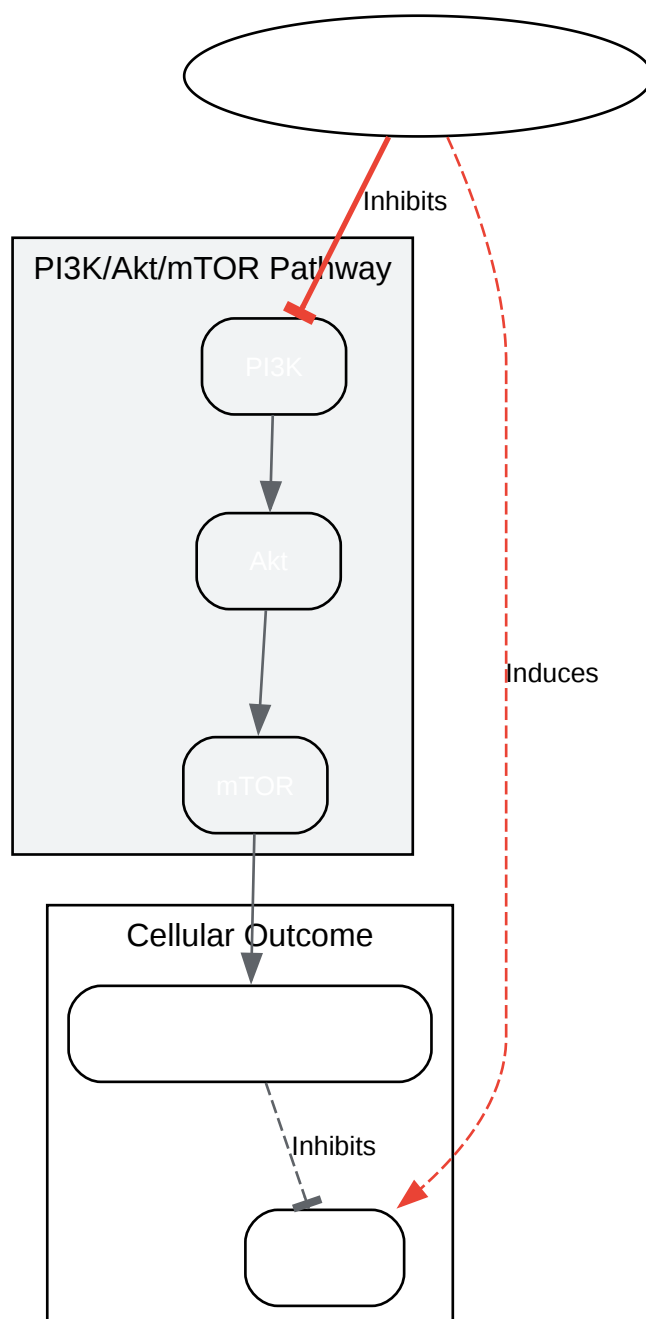 Inhibits
PI3K/Akt/mTOR Pathway
PI3K
Akt
Induces
mTOR
Cellular Outcome
Inhibits